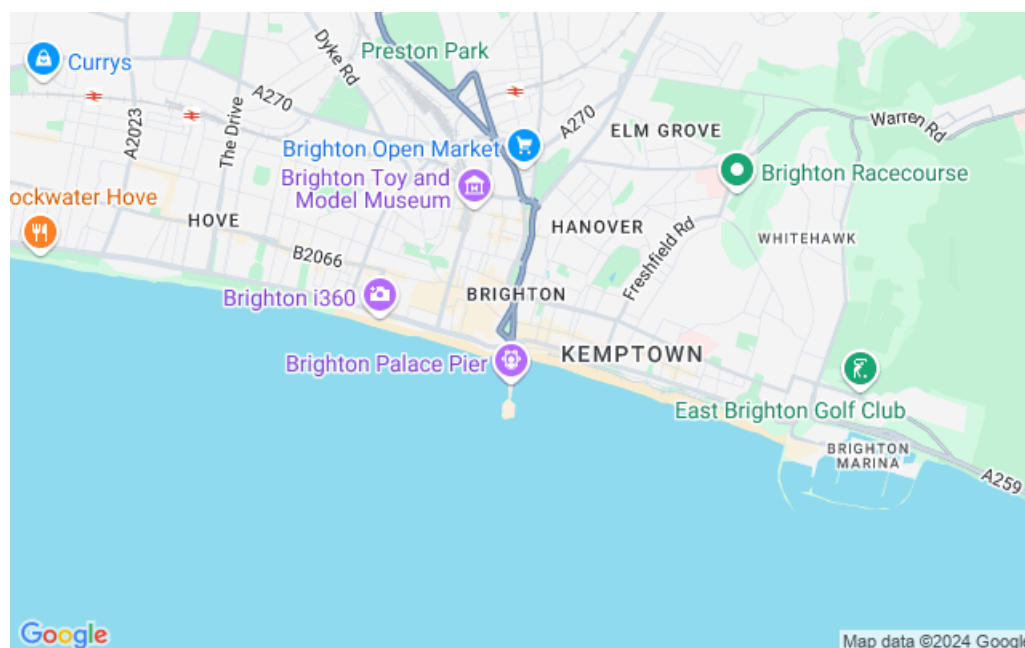 Preston Park
Dyke Rd
Currys
A270
A2023
The Drive
A270
ELM GROVE
Warren Rd
Brighton Open Market
Brighton Toy and
Model Museum
Brighton Racecourse
ockwater Hove
HOVE
HANOVER
WHITEHAWK
B2066
Freshfield Rd
Brighton i360
BRIGHTON
KEMPTOWN
Brighton Palace Pier
East Brighton Golf Club
BRIGHTON
MARINA
A259
Google
Map data ©2024 Google